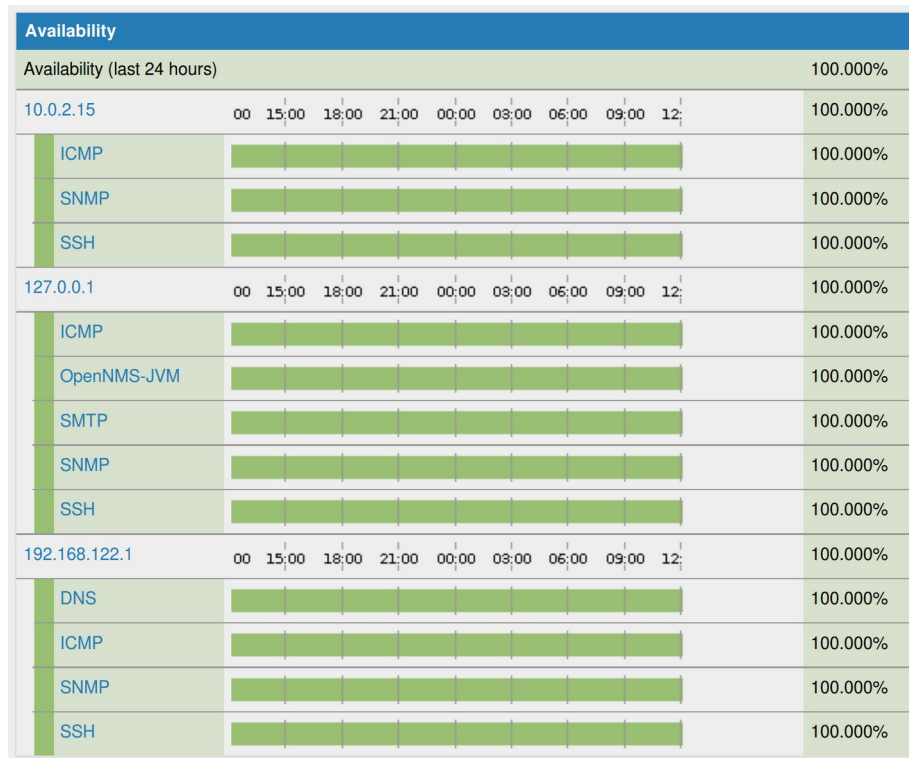 Availability
Availability (last 24 hours) 100.000%
10.0.2.15 00 15:00 18:00 21:00 00:00 03:00 06:00 09:00 12: 100.000%
ICMP 100.000%
SNMP 100.000%
SSH 100.000%
127.0.0.1 00 15:00 18:00 21:00 00:00 03:00 06:00 09:00 12: 100.000%
ICMP 100.000%
OpenNMS-JVM 100.000%
SMTP 100.000%
SNMP 100.000%
SSH 100.000%
192.168.122.1 00 15:00 18:00 21:00 00:00 03:00 06:00 09:00 12: 100.000%
DNS 100.000%
ICMP 100.000%
SNMP 100.000%
SSH 100.000%